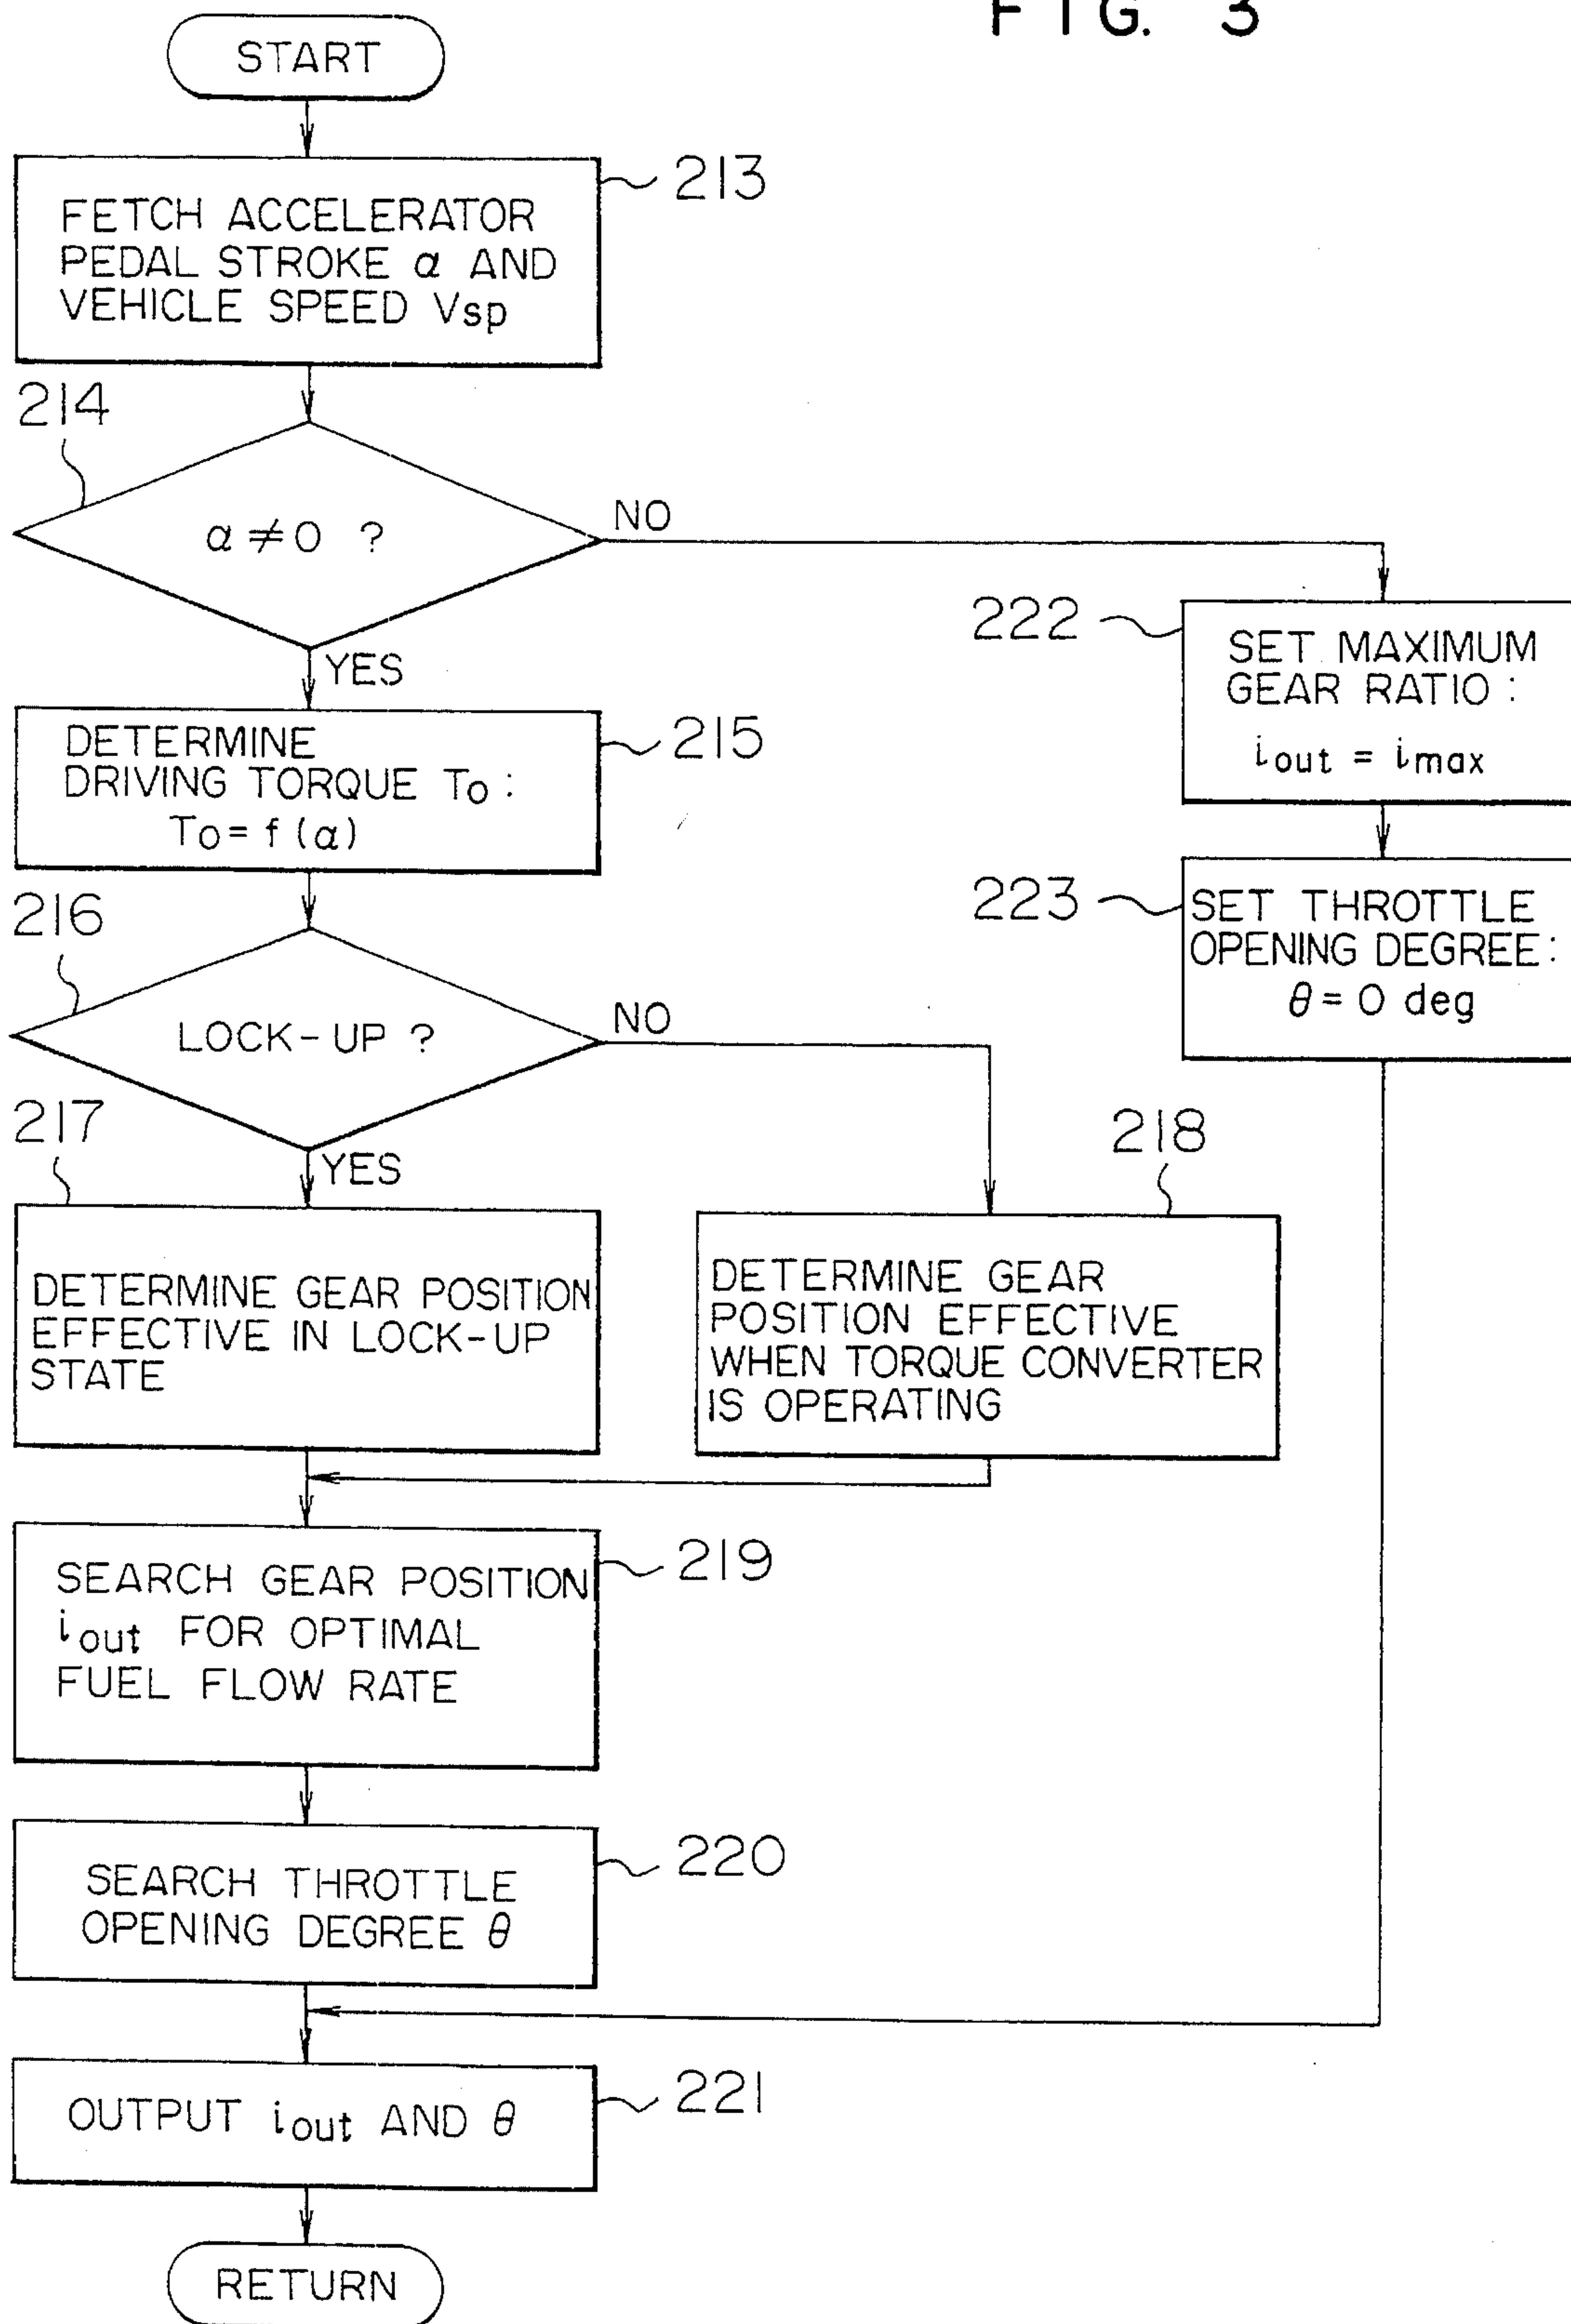 FIG. 3
START
213
FETCH ACCELERATOR
PEDAL STROKE α AND
VEHICLE SPEED Vsp
214
α≠0 ?
NO
YES
222
SET MAXIMUM
GEAR RATIO:
iout = imax
DETERMINE
DRIVING TORQUE To:
To = f (α)
215
223
SET THROTTLE
OPENING DEGREE:
θ = 0 deg
216
LOCK-UP ?
NO
YES
217
DETERMINE GEAR POSITION
EFFECTIVE IN LOCK-UP
STATE
218
DETERMINE GEAR
POSITION EFFECTIVE
WHEN TORQUE CONVERTER
IS OPERATING
219
SEARCH GEAR POSITION
iout FOR OPTIMAL
FUEL FLOW RATE
220
SEARCH THROTTLE
OPENING DEGREE θ
221
OUTPUT iout AND θ
RETURN